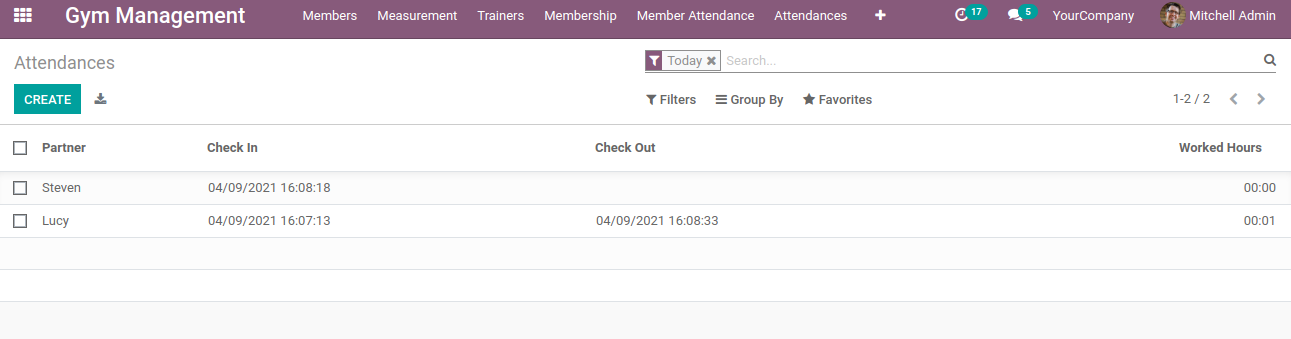 Gym Management Members Measurement Trainers Membership Member Attendance Attendances 17 5 YourCompany Mitchell Admin
Attendances Today Search...
CREATE Filters Group By Favorites 1-2 / 2
Partner Check In Check Out Worked Hours
Steven 04/09/2021 16:08:18 00:00
Lucy 04/09/2021 16:07:13 04/09/2021 16:08:33 00:01